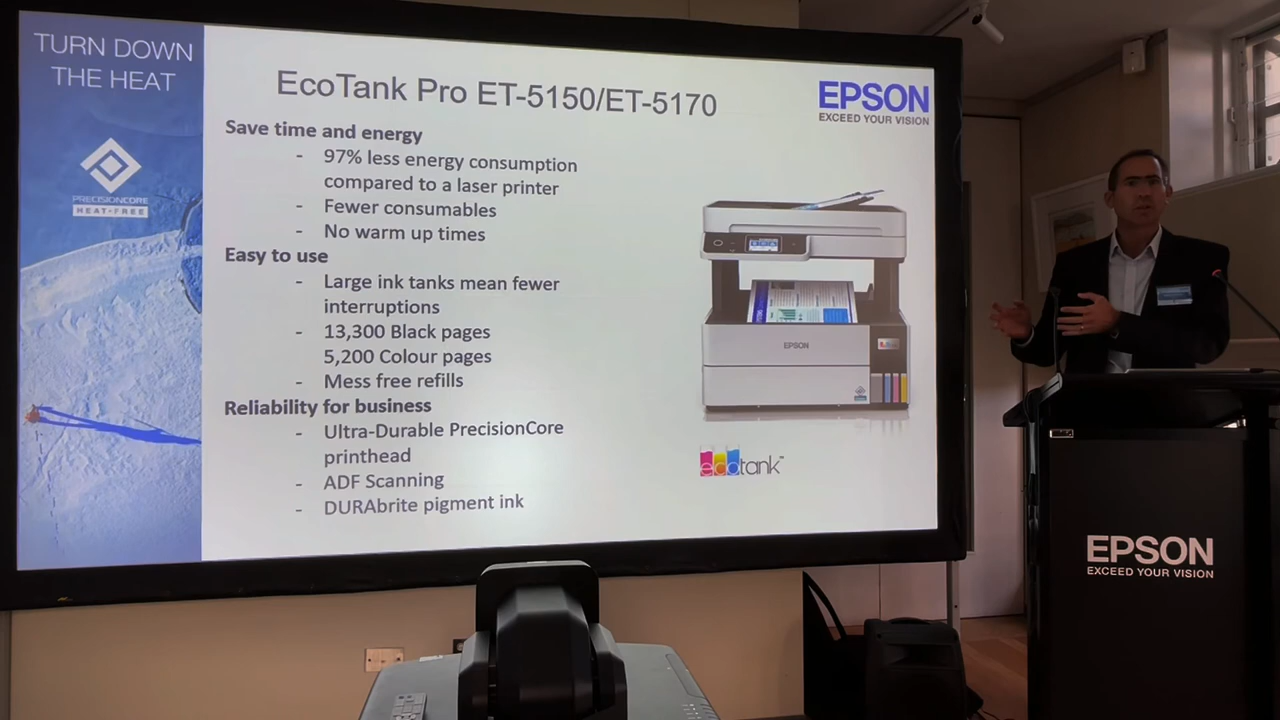 TURN DOWN
THE HEAT
PRECISIONCORE
HEAT-FREE
EcoTank Pro ET-5150/ET-5170
EPSON
EXCEED YOUR VISION
Save time and energy
- 97% less energy consumption
compared to a laser printer
- Fewer consumables
- No warm up times
Easy to use
- Large ink tanks mean fewer
interruptions
- 13,300 Black pages
5,200 Colour pages
- Mess free refills
Reliability for business
- Ultra-Durable PrecisionCore
printhead
- ADF Scanning
- DURAbrite pigment ink
EPSON
ecotank™
EPSON
EXCEED YOUR VISION